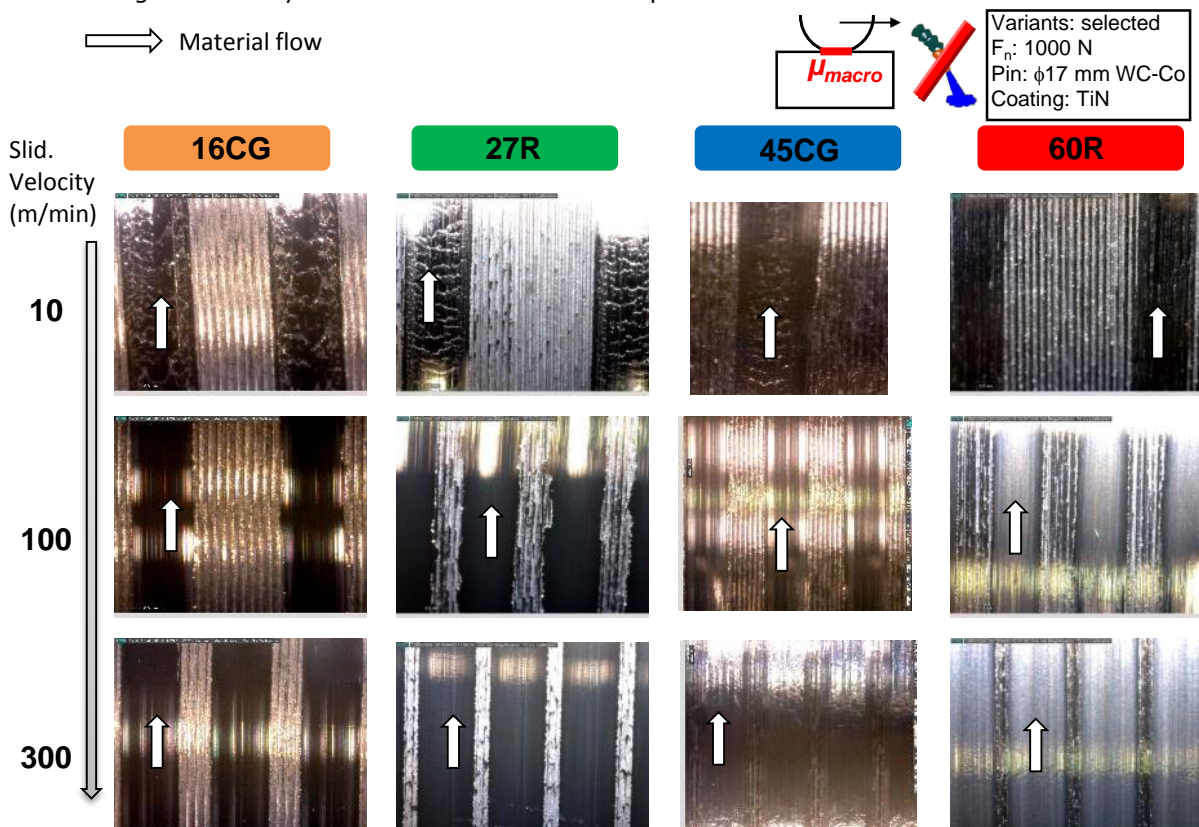 Material flow
μmacro
Variants: selected
Fn: 1000 N
Pin: ϕ17 mm WC-Co
Coating: TiN
Slid.
Velocity
(m/min)
16CG
27R
45CG
60R
10
100
300